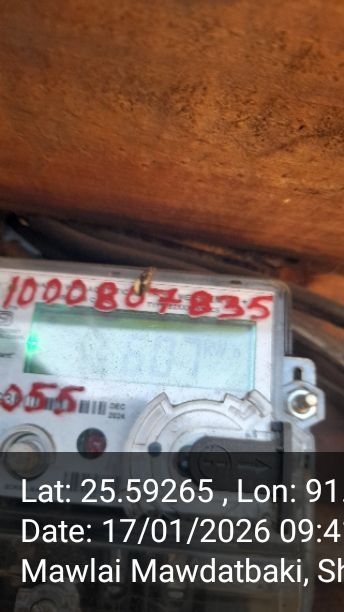 1000807835
055
DEC
2024
Lat: 25.59265 , Lon: 91.
Date: 17/01/2026 09:4
Mawlai Mawdatbaki, Sh